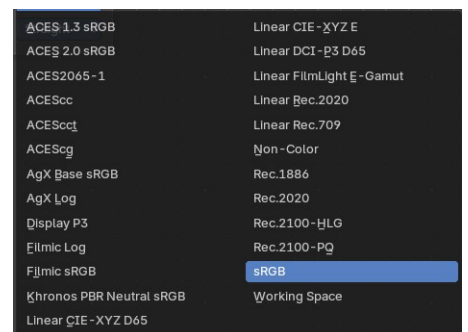 ACES 1.3 sRGB
ACES 2.0 sRGB
ACES2065-1
ACEScc
ACEScct
ACEScg
AgX Base sRGB
AgX Log
Display P3
Filmic Log
Filmic sRGB
Khronos PBR Neutral sRGB
Linear CIE-XYZ D65
Linear CIE-XYZ E
Linear DCI-P3 D65
Linear FilmLight E-Gamut
Linear Rec.2020
Linear Rec.709
Non-Color
Rec.1886
Rec.2020
Rec.2100-HLG
Rec.2100-PQ
sRGB
Working Space